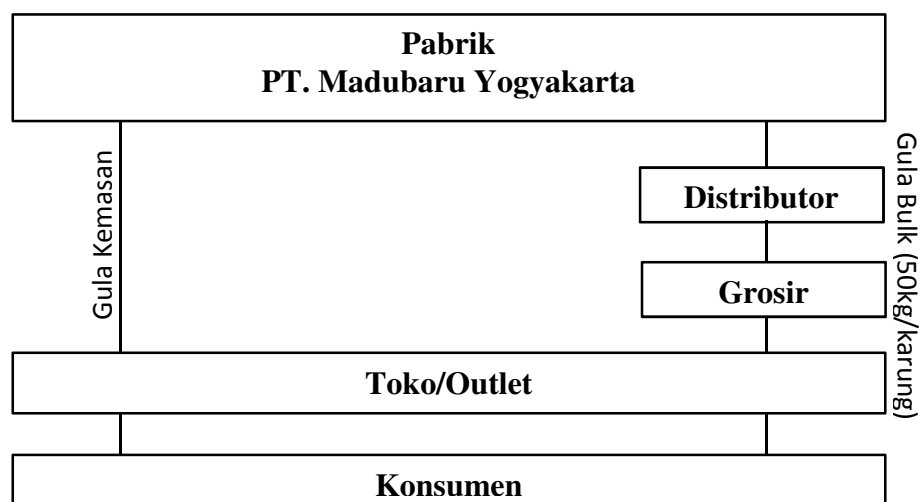 Pabrik
PT. Madubaru Yogyakarta
Gula Kemasan
Distributor
Gula Bulk (50kg/karung)
Grosir
Toko/Outlet
Konsumen